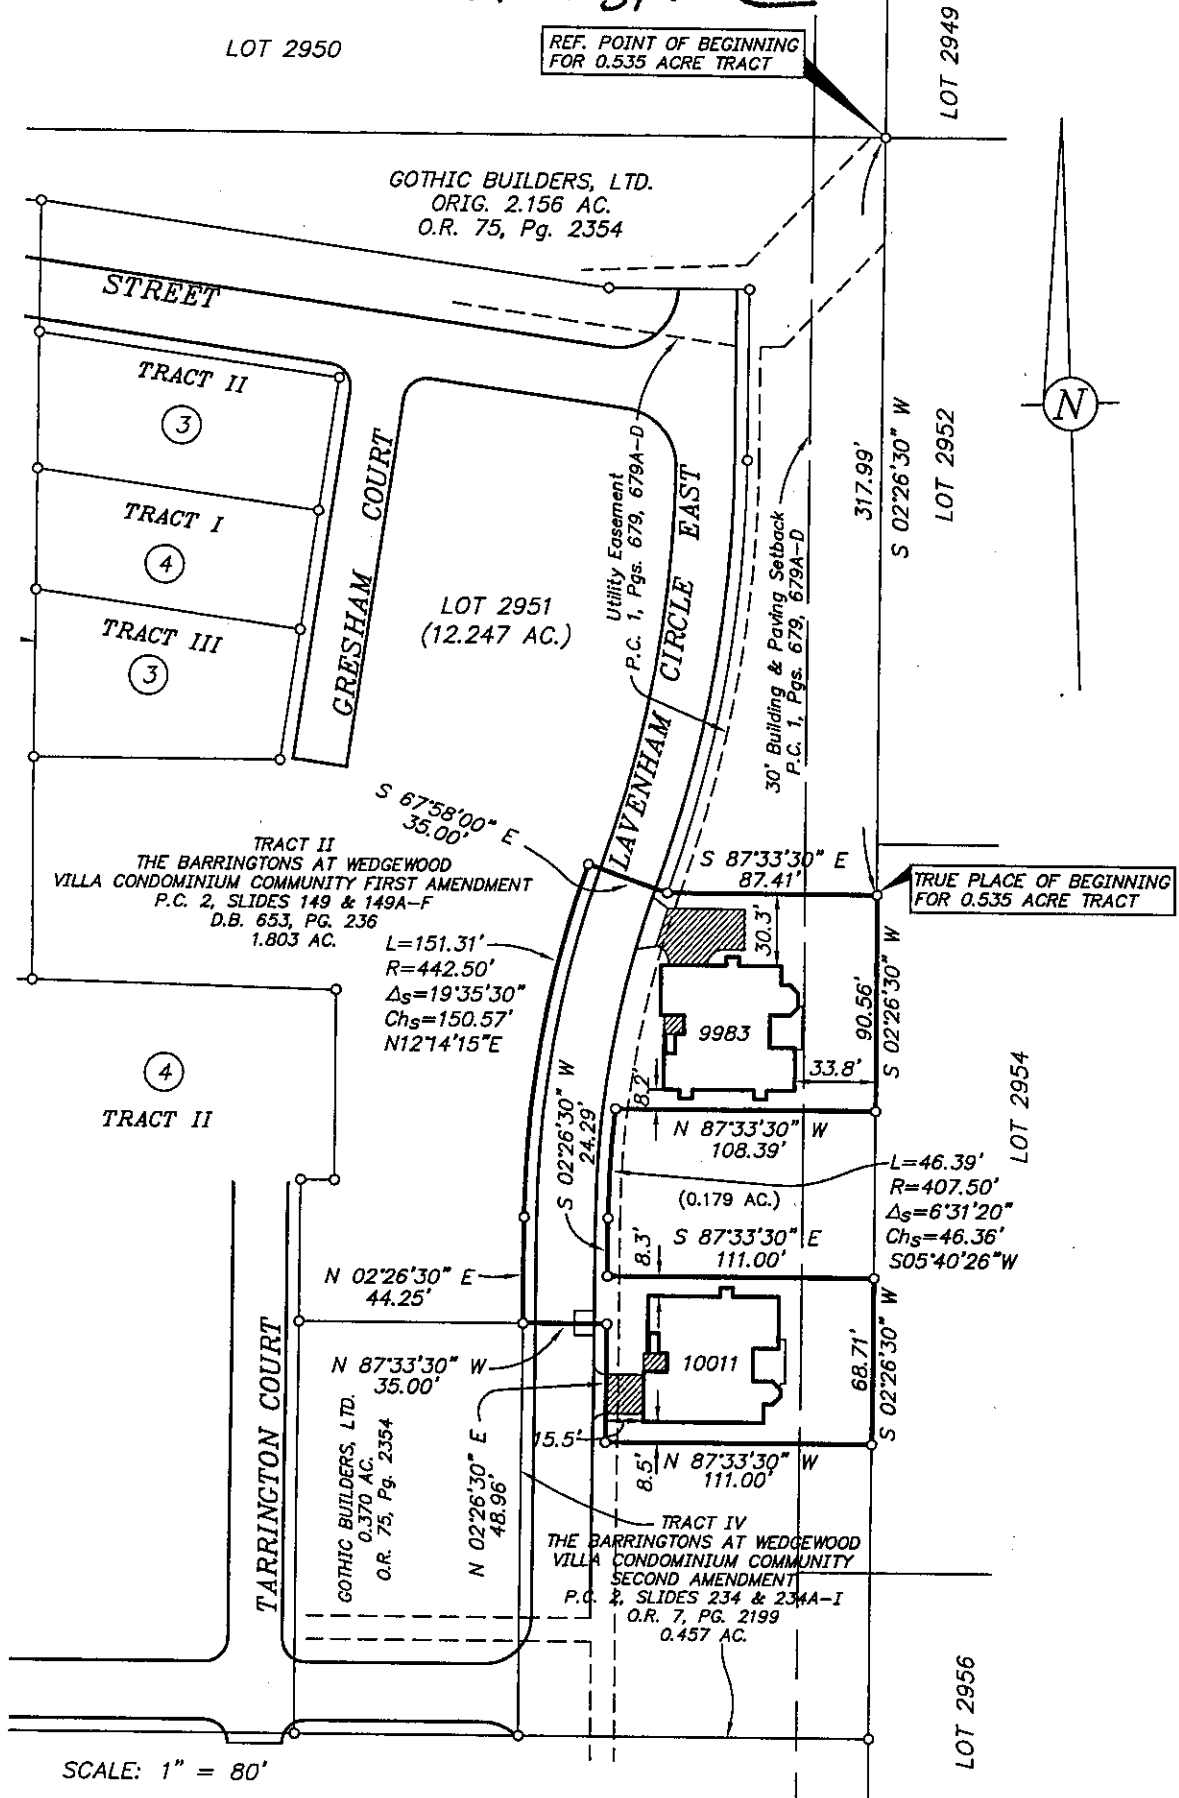 LOT 2950
REF. POINT OF BEGINNING
FOR 0.535 ACRE TRACT
LOT 2949
GOTHIC BUILDERS, LTD.
ORIG. 2.156 AC.
O.R. 75, Pg. 2354
STREET
TRACT II
3
TRACT I
4
TRACT III
3
GRESHAM COURT
LOT 2951
(12.247 AC.)
Utility Easement
P.C. 1, Pgs. 679, 679A-D
LAVENHAM CIRCLE EAST
30' Building & Paving Setback
P.C. 1, Pgs. 679, 679A-D
317.99'
S 02°26'30" W
LOT 2952
N
S 67°58'00" E
35.00'
TRACT II
THE BARRINGTONS AT WEDGEWOOD
VILLA CONDOMINIUM COMMUNITY FIRST AMENDMENT
P.C. 2, SLIDES 149 & 149A-F
D.B. 653, PG. 236
1.803 AC.
S 87°33'30" E
87.41'
TRUE PLACE OF BEGINNING
FOR 0.535 ACRE TRACT
L=151.31'
R=442.50'
Δs=19°35'30"
Chs=150.57'
N12°14'15"E
30.3'
9983
90.56'
S 02°26'30" W
33.8'
8.2'
4
TRACT II
S 02°26'30" W
24.29'
N 87°33'30" W
108.39'
LOT 2954
(0.179 AC.)
L=46.39'
R=407.50'
Δs=6°31'20"
Chs=46.36'
S05°40'26"W
8.3'
S 87°33'30" E
111.00'
N 02°26'30" E
44.25'
N 87°33'30" W
35.00'
10011
68.71'
S 02°26'30" W
TARRINGTON COURT
GOTHIC BUILDERS, LTD.
0.370 AC.
O.R. 75, Pg. 2354
N 02°26'30" E
48.96'
15.5'
8.5'
N 87°33'30" W
111.00'
TRACT IV
THE BARRINGTONS AT WEDGEWOOD
VILLA CONDOMINIUM COMMUNITY
SECOND AMENDMENT
P.C. 2, SLIDES 234 & 234A-I
O.R. 7, PG. 2199
0.457 AC.
LOT 2956
SCALE: 1" = 80'